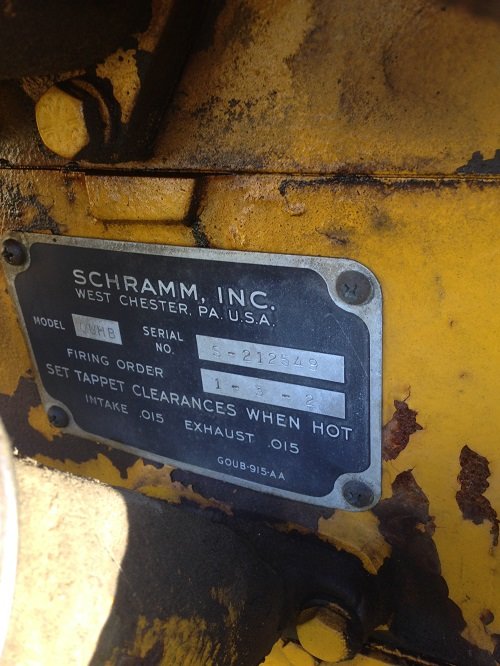 SCHRAMM, INC.
WEST CHESTER, PA. U.S.A.
MODEL SERIAL NO. S-212549
FIRING ORDER 1-3-2
SET TAPPET CLEARANCES WHEN HOT
INTAKE .015 EXHAUST .015
GOUB-915-AA